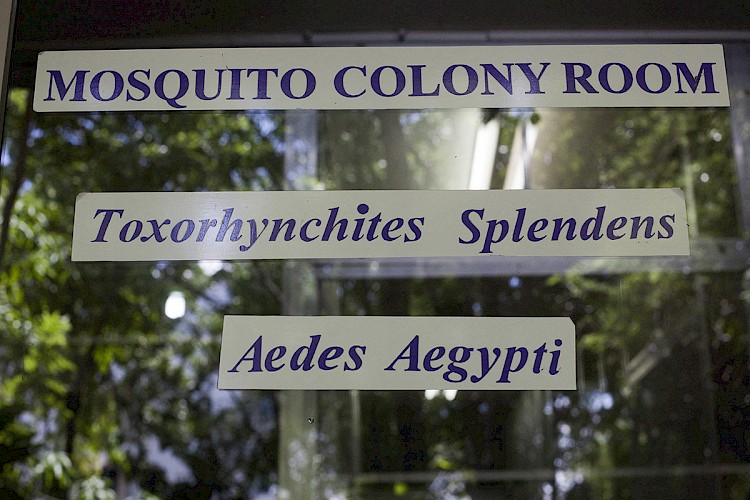 MOSQUITO COLONY ROOM
Toxorhynchites Splendens
Aedes Aegypti